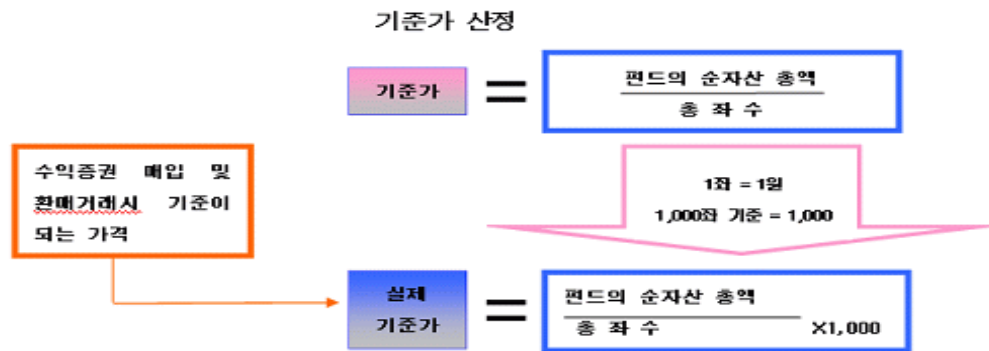 기준가 산정
기준가
=
펀드의 순자산 총액
총 좌 수
수익증권 매입 및
환매거래시 기준이
되는 가격
1좌 = 1원
1,000좌 기준 = 1,000
실제
기준가
=
펀드의 순자산 총액
총 좌 수 X1,000